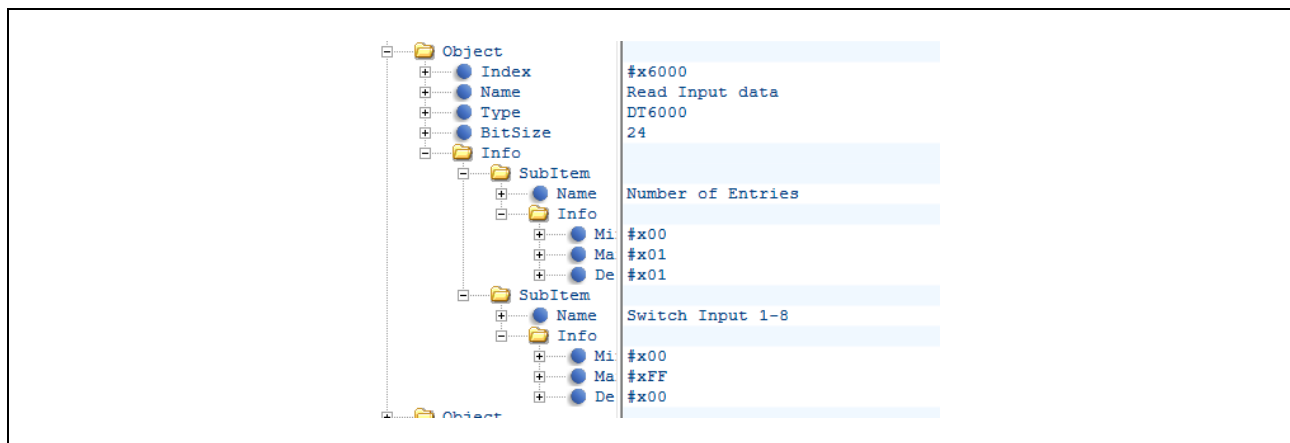 Object
Index #x6000
Name Read Input data
Type DT6000
BitSize 24
Info
SubItem
Name Number of Entries
Info
Mi #x00
Ma #x01
De #x01
SubItem
Name Switch Input 1-8
Info
Mi #x00
Ma #xFF
De #x00
Object